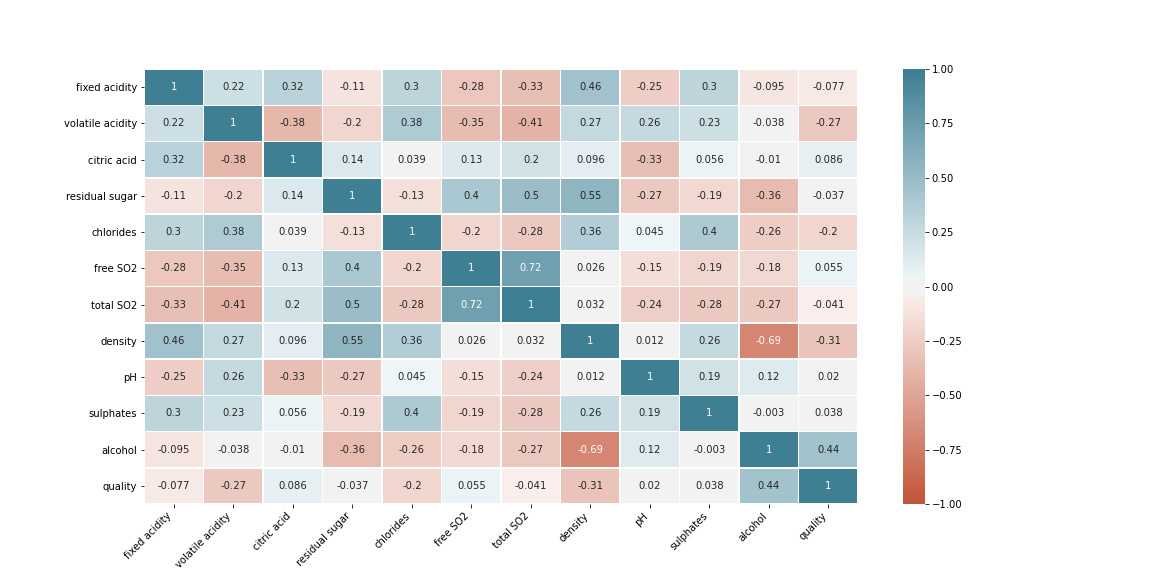 fixed acidity 1 0.22 0.32 -0.11 0.3 -0.28 -0.33 0.46 -0.25 0.3 -0.095 -0.077
volatile acidity 0.22 1 -0.38 -0.2 0.38 -0.35 -0.41 0.27 0.26 0.23 -0.038 -0.27
citric acid 0.32 -0.38 1 0.14 0.039 0.13 0.2 0.096 -0.33 0.056 -0.01 0.086
residual sugar -0.11 -0.2 0.14 1 -0.13 0.4 0.5 0.55 -0.27 -0.19 -0.36 -0.037
chlorides 0.3 0.38 0.039 -0.13 1 -0.2 -0.28 0.36 0.045 0.4 -0.26 -0.2
free SO2 -0.28 -0.35 0.13 0.4 -0.2 1 0.72 0.026 -0.15 -0.19 -0.18 0.055
total SO2 -0.33 -0.41 0.2 0.5 -0.28 0.72 1 0.032 -0.24 -0.28 -0.27 -0.041
density 0.46 0.27 0.096 0.55 0.36 0.026 0.032 1 0.012 0.26 -0.69 -0.31
pH -0.25 0.26 -0.33 -0.27 0.045 -0.15 -0.24 0.012 1 0.19 0.12 0.02
sulphates 0.3 0.23 0.056 -0.19 0.4 -0.19 -0.28 0.26 0.19 1 -0.003 0.038
alcohol -0.095 -0.038 -0.01 -0.36 -0.26 -0.18 -0.27 -0.69 0.12 -0.003 1 0.44
quality -0.077 -0.27 0.086 -0.037 -0.2 0.055 -0.041 -0.31 0.02 0.038 0.44 1
fixed acidity volatile acidity citric acid residual sugar chlorides free SO2 total SO2 density pH sulphates alcohol quality
1.00
0.75
0.50
0.25
0.00
−0.25
−0.50
−0.75
−1.00